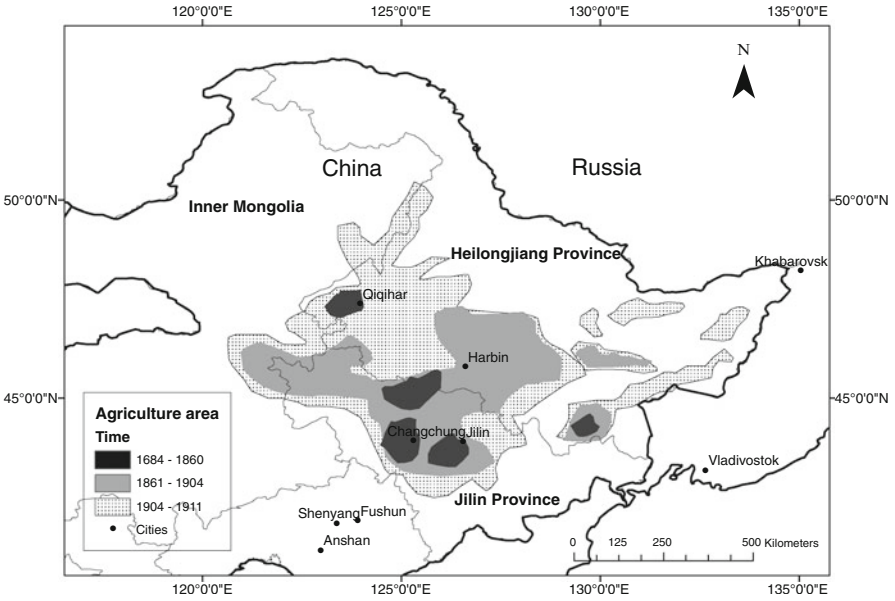 120°0'0"E 125°0'0"E 130°0'0"E 135°0'0"E
N
China Russia
50°0'0"N 50°0'0"N
Inner Mongolia
Heilongjiang Province
Khabarovsk
Qiqihar
Harbin
45°0'0"N 45°0'0"N
Agriculture area
Time
1684 - 1860
1861 - 1904
1904 - 1911
Cities
Changchung Jilin
Vladivostok
Jilin Province
Shenyang Fushun
Anshan
0 125 250 500 Kilometers
120°0'0"E 125°0'0"E 130°0'0"E 135°0'0"E